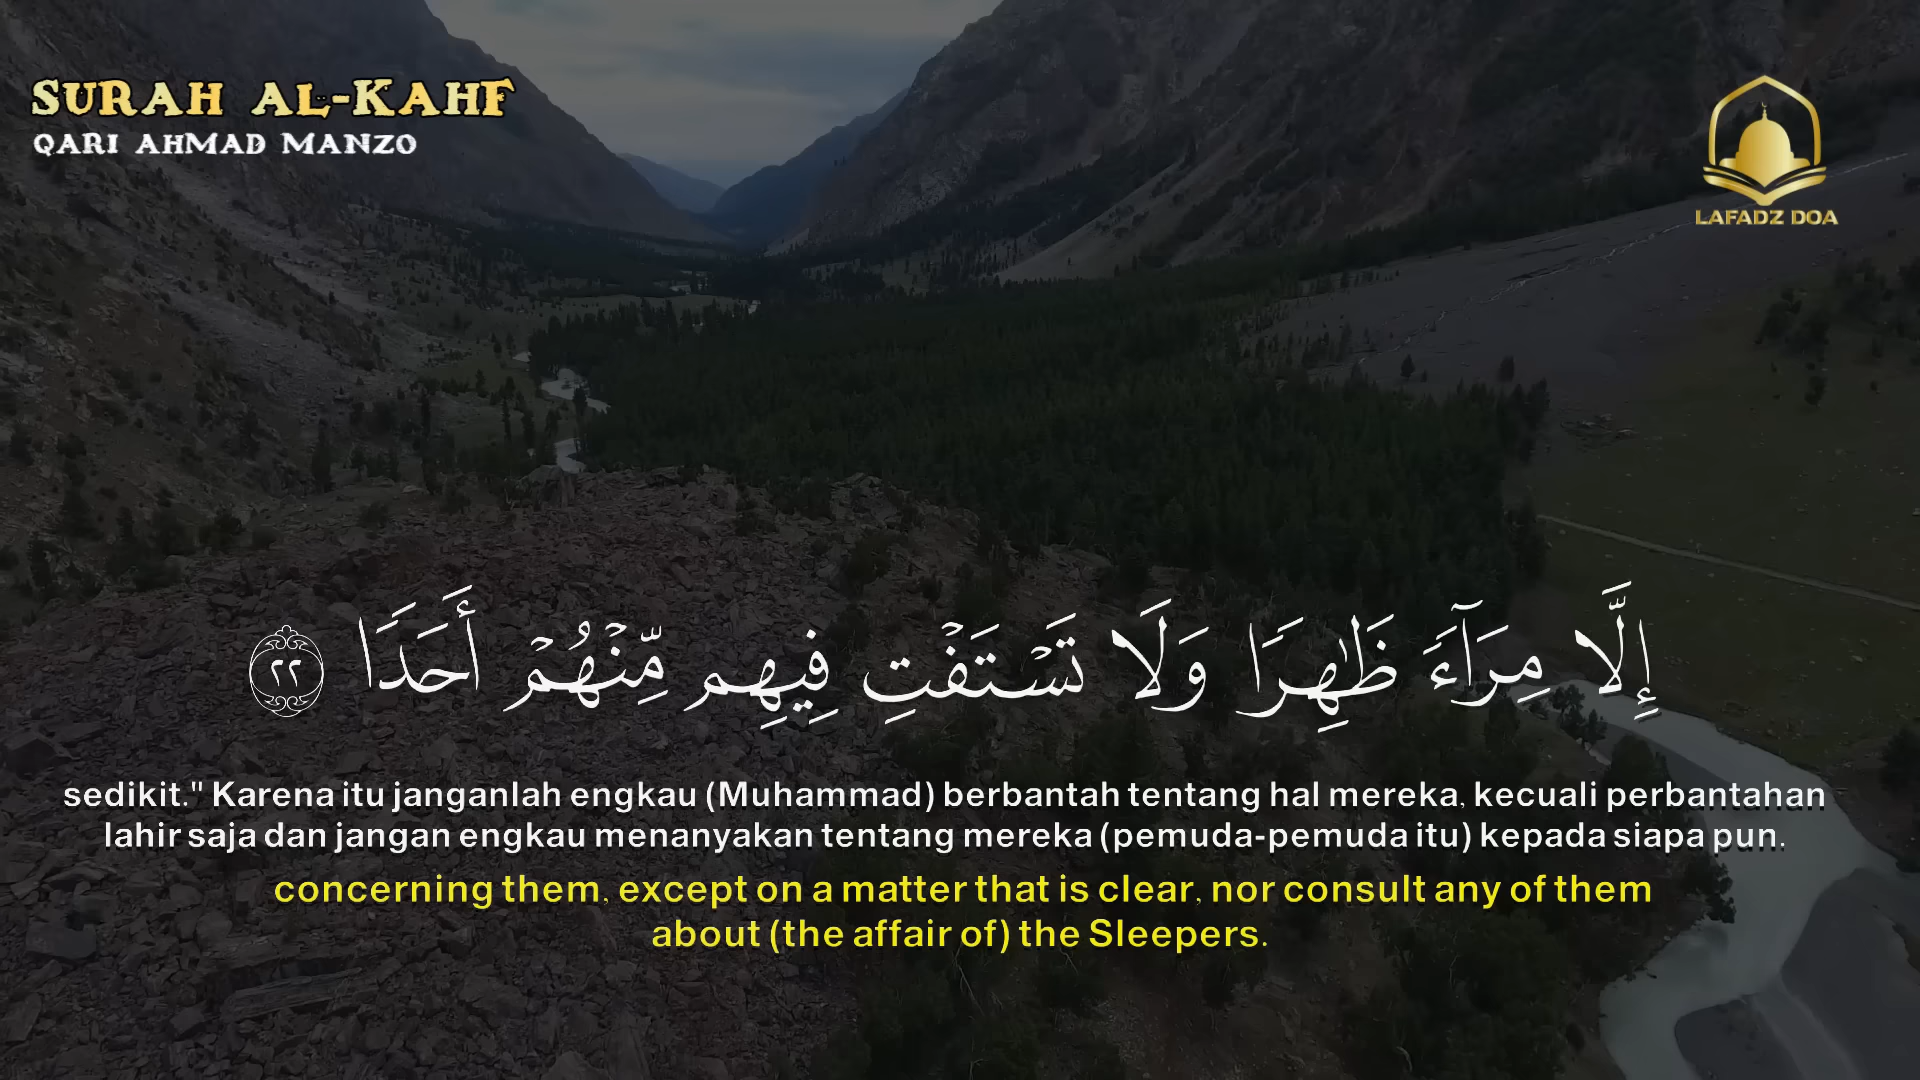 SURAH AL-KAHF
QARI AHMAD MANZO
LAFADZ DOA
إِلَّا مِرَآءً ظَٰهِرًا وَلَا تَسْتَفْتِ فِيهِم مِّنْهُمْ أَحَدًا ٢٢
sedikit." Karena itu janganlah engkau (Muhammad) berbantah tentang hal mereka, kecuali perbantahan
lahir saja dan jangan engkau menanyakan tentang mereka (pemuda-pemuda itu) kepada siapa pun.
concerning them, except on a matter that is clear, nor consult any of them
about (the affair of) the Sleepers.